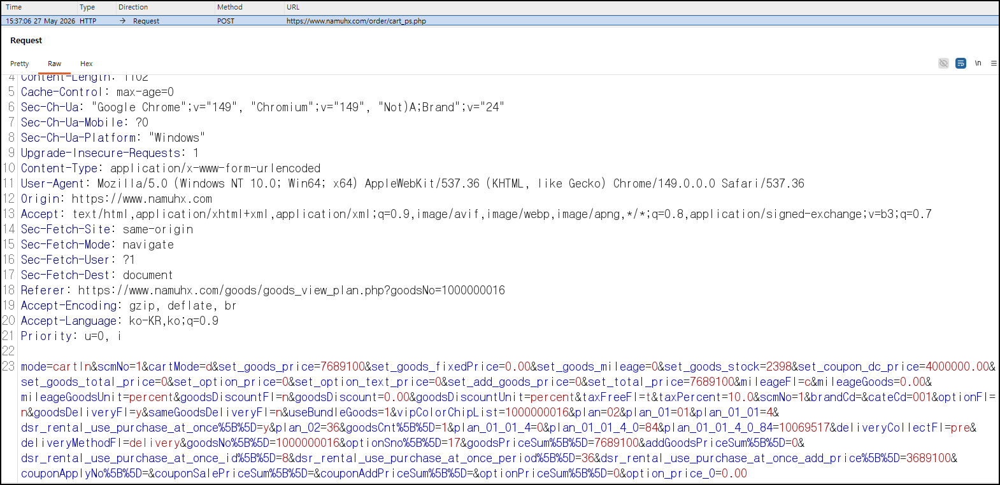 Time Type Direction Method URL
15:37:06 27 May 2026 HTTP → Request POST https://www.namuhx.com/order/cart_ps.php
Request
Pretty Raw Hex \n
4 Content-Length: 1102
5 Cache-Control: max-age=0
6 Sec-Ch-Ua: "Google Chrome";v="149", "Chromium";v="149", "Not)A;Brand";v="24"
7 Sec-Ch-Ua-Mobile: ?0
8 Sec-Ch-Ua-Platform: "Windows"
9 Upgrade-Insecure-Requests: 1
10 Content-Type: application/x-www-form-urlencoded
11 User-Agent: Mozilla/5.0 (Windows NT 10.0; Win64; x64) AppleWebKit/537.36 (KHTML, like Gecko) Chrome/149.0.0.0 Safari/537.36
12 Origin: https://www.namuhx.com
13 Accept: text/html,application/xhtml+xml,application/xml;q=0.9,image/avif,image/webp,image/apng,*/*;q=0.8,application/signed-exchange;v=b3;q=0.7
14 Sec-Fetch-Site: same-origin
15 Sec-Fetch-Mode: navigate
16 Sec-Fetch-User: ?1
17 Sec-Fetch-Dest: document
18 Referer: https://www.namuhx.com/goods/goods_view_plan.php?goodsNo=1000000016
19 Accept-Encoding: gzip, deflate, br
20 Accept-Language: ko-KR,ko;q=0.9
21 Priority: u=0, i
22
23 mode=cartIn&scmNo=1&cartMode=d&set_goods_price=7689100&set_goods_fixedPrice=0.00&set_goods_mileage=0&set_goods_stock=2398&set_coupon_dc_price=4000000.00&
set_goods_total_price=0&set_option_price=0&set_option_text_price=0&set_add_goods_price=0&set_total_price=7689100&mileageFl=c&mileageGoods=0.00&
mileageGoodsUnit=percent&goodsDiscountFl=n&goodsDiscount=0.00&goodsDiscountUnit=percent&taxFreeFl=t&taxPercent=10.0&scmNo=1&brandCd=&cateCd=001&optionFl=
n&goodsDeliveryFl=y&sameGoodsDeliveryFl=n&useBundleGoods=1&vipColorChipList=1000000016&plan=02&plan_01=01&plan_01_01=4&
dsr_rental_use_purchase_at_once%5B%5D=y&plan_02=36&goodsCnt%5B%5D=1&plan_01_01_4=0&plan_01_01_4_0=84&plan_01_01_4_0_84=10069517&deliveryCollectFl=pre&
deliveryMethodFl=delivery&goodsNo%5B%5D=1000000016&optionSno%5B%5D=17&goodsPriceSum%5B%5D=7689100&addGoodsPriceSum%5B%5D=0&
dsr_rental_use_purchase_at_once_id%5B%5D=8&dsr_rental_use_purchase_at_once_period%5B%5D=36&dsr_rental_use_purchase_at_once_add_price%5B%5D=3689100&
couponApplyNo%5B%5D=&couponSalePriceSum%5B%5D=&couponAddPriceSum%5B%5D=&optionPriceSum%5B%5D=0&option_price_0=0.00